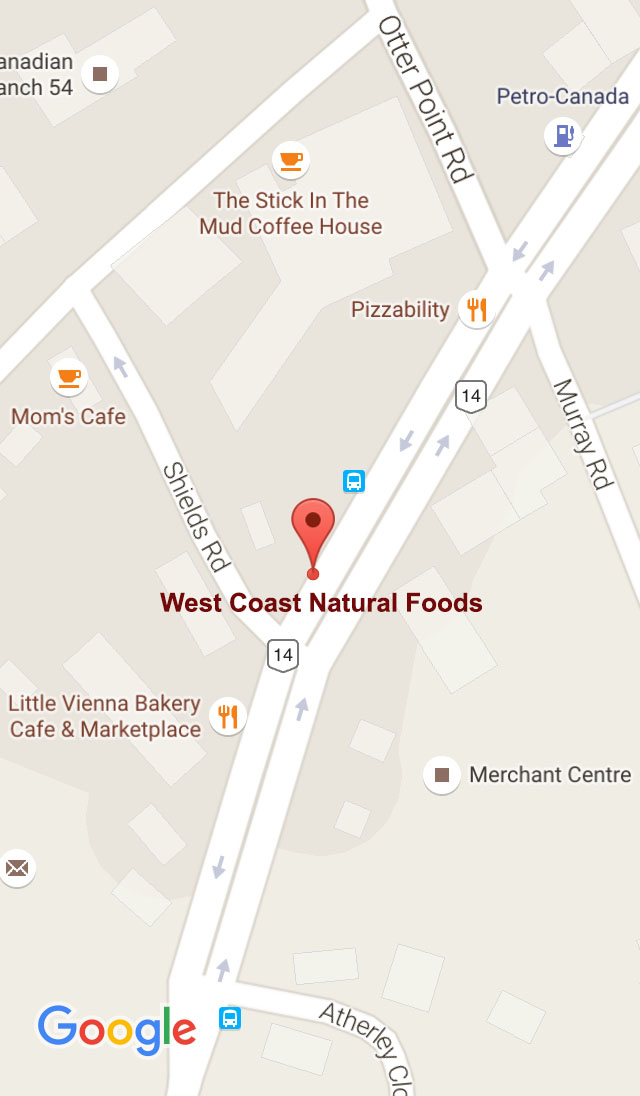 anadian
anch 54
Otter Point Rd
Petro-Canada
The Stick In The
Mud Coffee House
Pizzability
14
Mom's Cafe
Murray Rd
Shields Rd
West Coast Natural Foods
14
Little Vienna Bakery
Cafe & Marketplace
Merchant Centre
Google
Atherley Clo